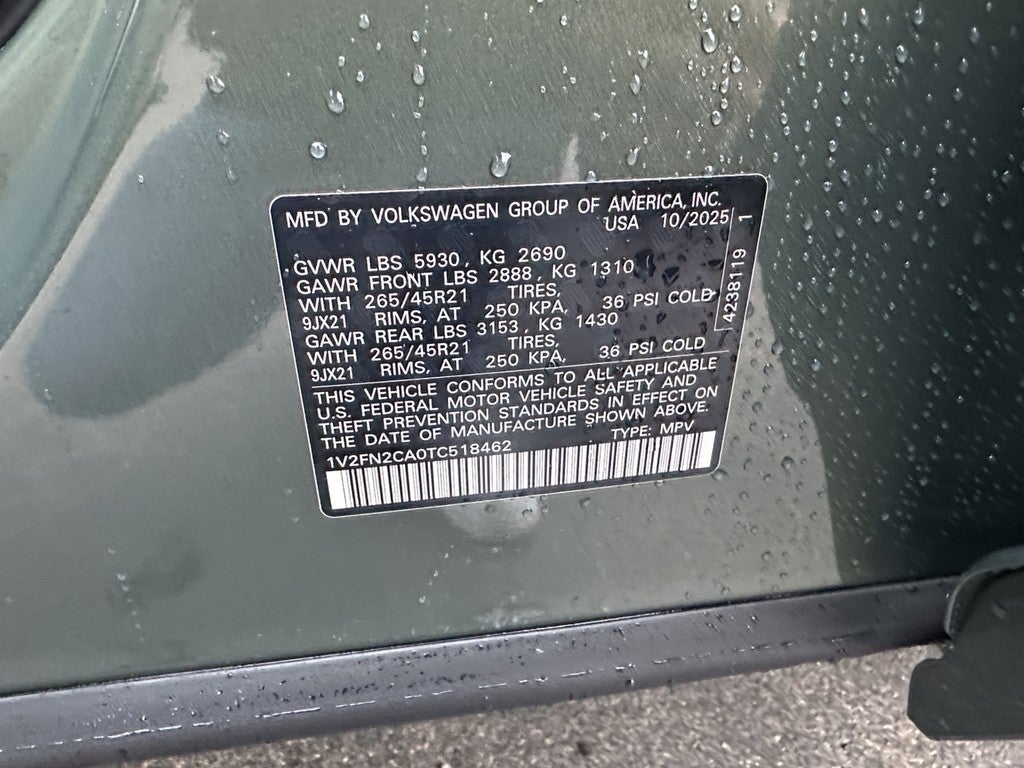 MFD BY VOLKSWAGEN GROUP OF AMERICA, INC.
USA 10/2025
GVWR LBS 5930, KG 2690
GAWR FRONT LBS 2888, KG 1310
WITH 265/45R21 TIRES,
9JX21 RIMS, AT 250 KPA, 36 PSI COLD
GAWR REAR LBS 3153, KG 1430
WITH 265/45R21 TIRES,
9JX21 RIMS, AT 250 KPA, 36 PSI COLD
THIS VEHICLE CONFORMS TO ALL APPLICABLE
U.S. FEDERAL MOTOR VEHICLE SAFETY AND
THEFT PREVENTION STANDARDS IN EFFECT ON
THE DATE OF MANUFACTURE SHOWN ABOVE.
TYPE: MPV
1V2FN2CA0TC518462
4238119 1